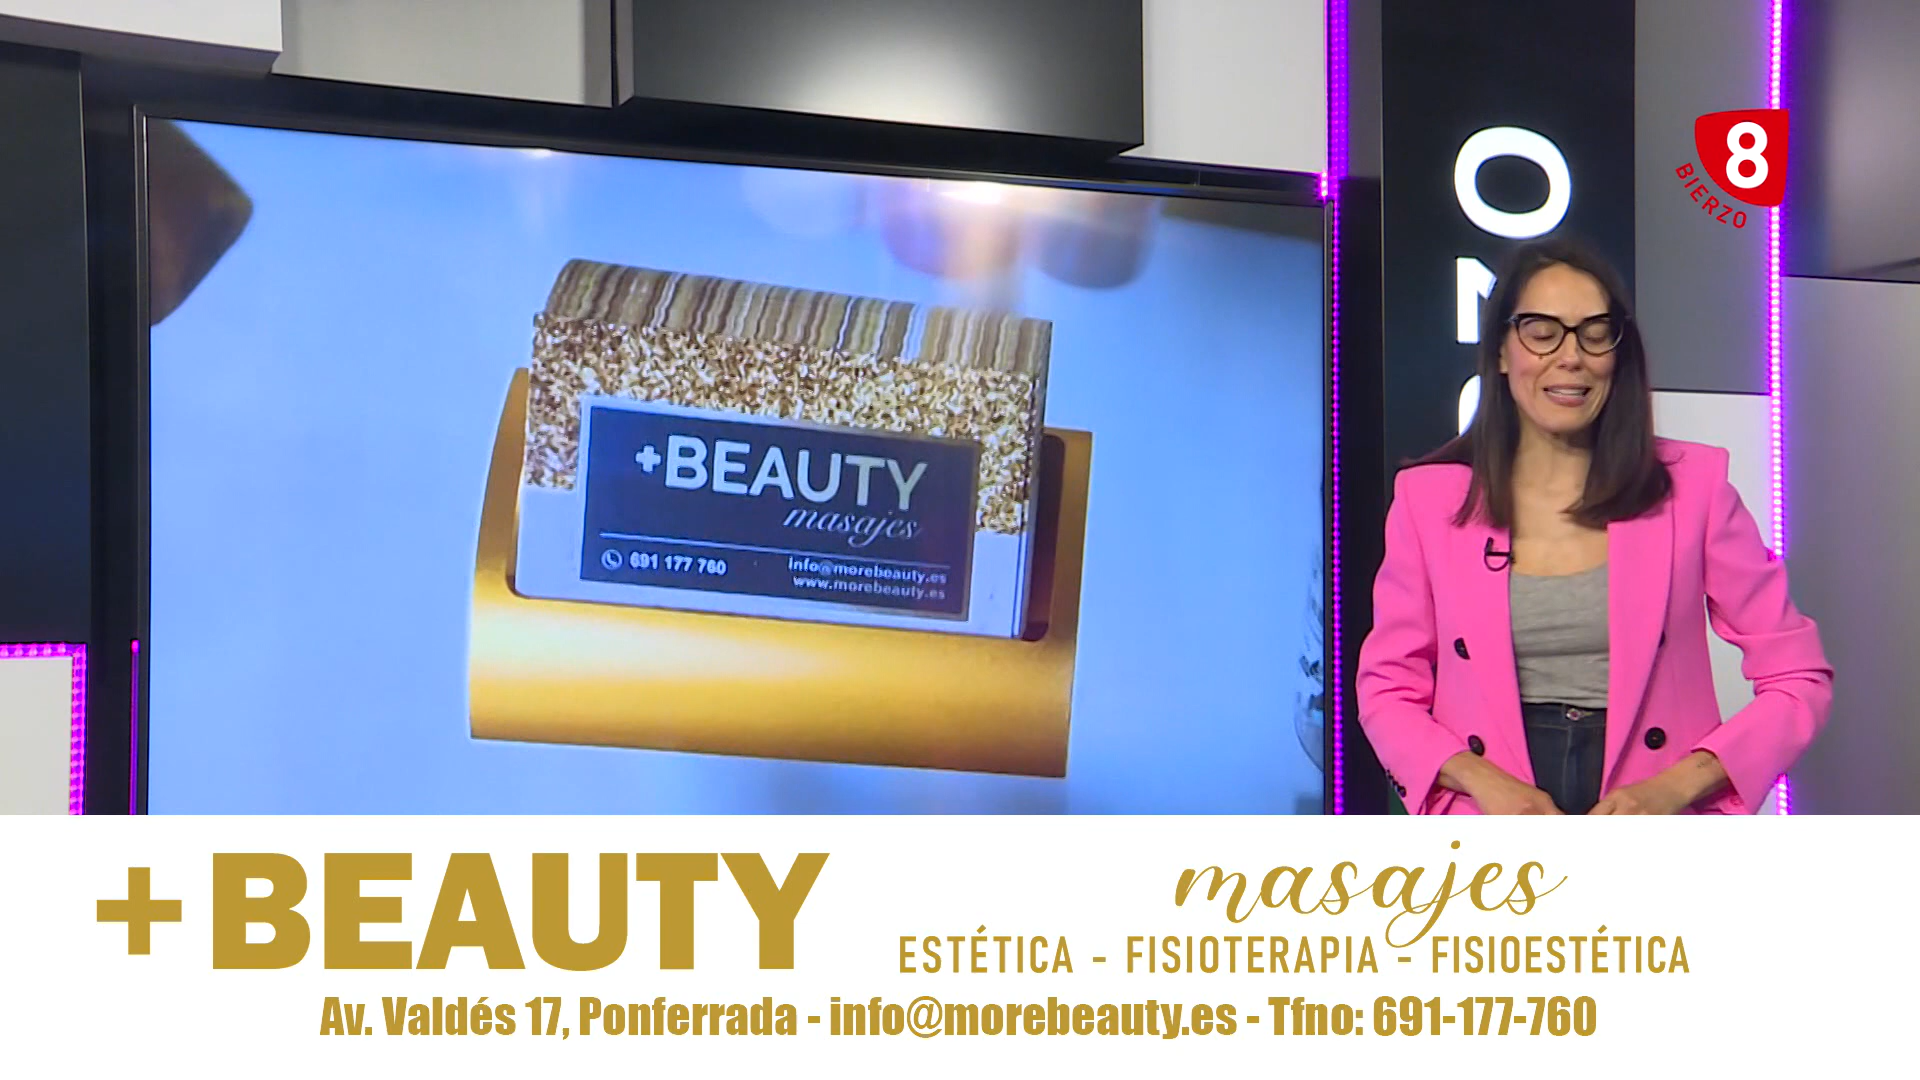 8
BIERZO
+BEAUTY
masajes
691 177 760
Info@morebeauty.es
www.morebeauty.es
+BEAUTY
masajes
ESTÉTICA - FISIOTERAPIA - FISIOESTÉTICA
Av. Valdés 17, Ponferrada - info@morebeauty.es - Tfno: 691-177-760